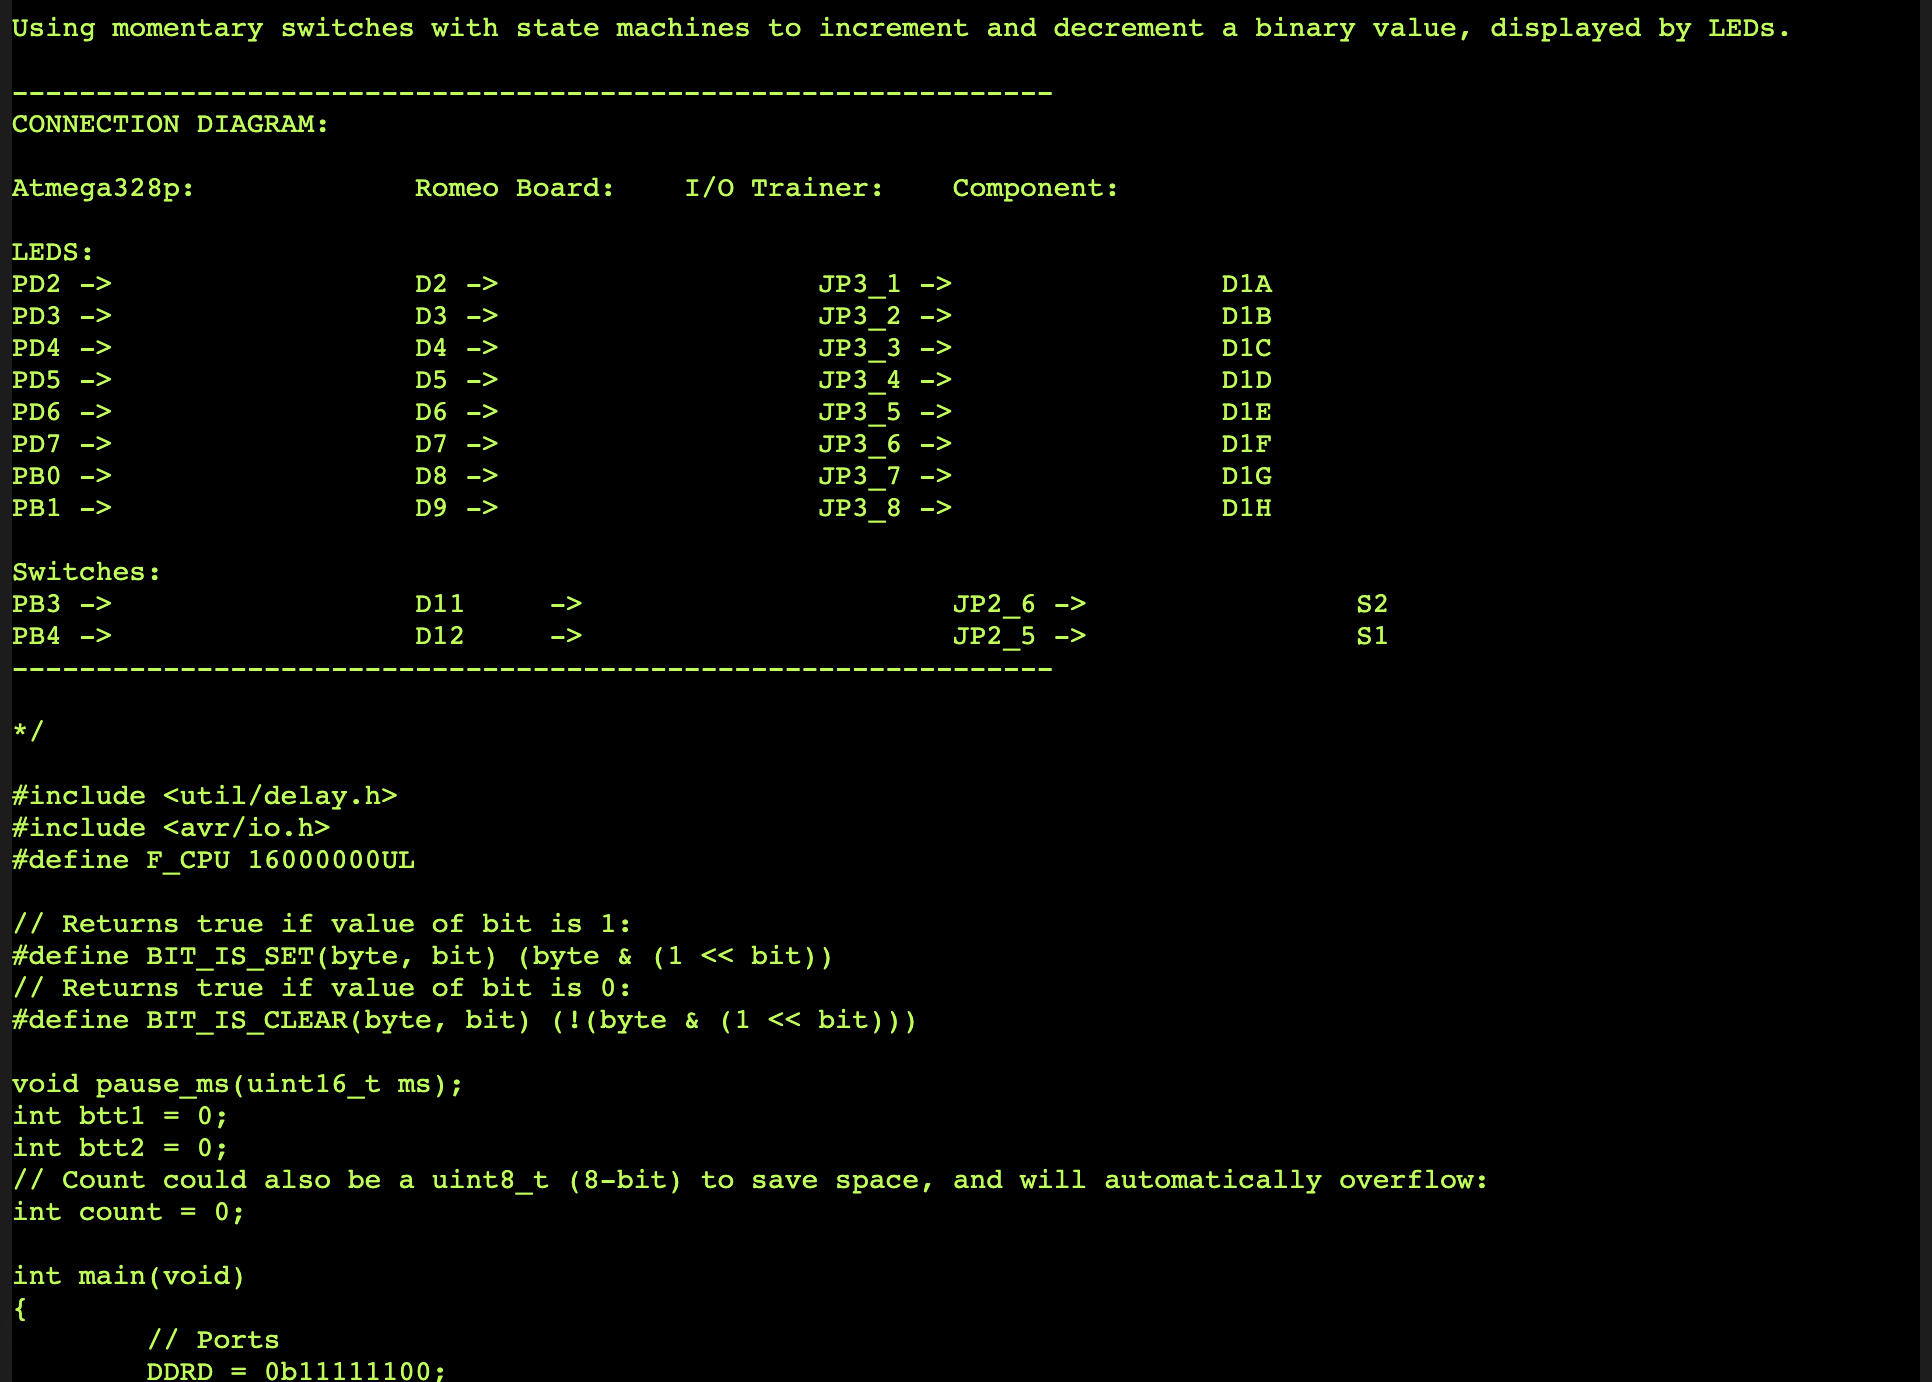 Using momentary switches with state machines to increment and decrement a binary value, displayed by LEDs.
--------------------------------------------------------------
CONNECTION DIAGRAM:
Atmega328p: Romeo Board: I/O Trainer: Component:
LEDS:
PD2 -> D2 -> JP3_1 -> D1A
PD3 -> D3 -> JP3_2 -> D1B
PD4 -> D4 -> JP3_3 -> D1C
PD5 -> D5 -> JP3_4 -> D1D
PD6 -> D6 -> JP3_5 -> D1E
PD7 -> D7 -> JP3_6 -> D1F
PB0 -> D8 -> JP3_7 -> D1G
PB1 -> D9 -> JP3_8 -> D1H
Switches:
PB3 -> D11 -> JP2_6 -> S2
PB4 -> D12 -> JP2_5 -> S1
--------------------------------------------------------------
*/
#include <util/delay.h>
#include <avr/io.h>
#define F_CPU 16000000UL
// Returns true if value of bit is 1:
#define BIT_IS_SET(byte, bit) (byte & (1 << bit))
// Returns true if value of bit is 0:
#define BIT_IS_CLEAR(byte, bit) (!(byte & (1 << bit)))
void pause_ms(uint16_t ms);
int btt1 = 0;
int btt2 = 0;
// Count could also be a uint8_t (8-bit) to save space, and will automatically overflow:
int count = 0;
int main(void)
{
// Ports
DDRD = 0b11111100;